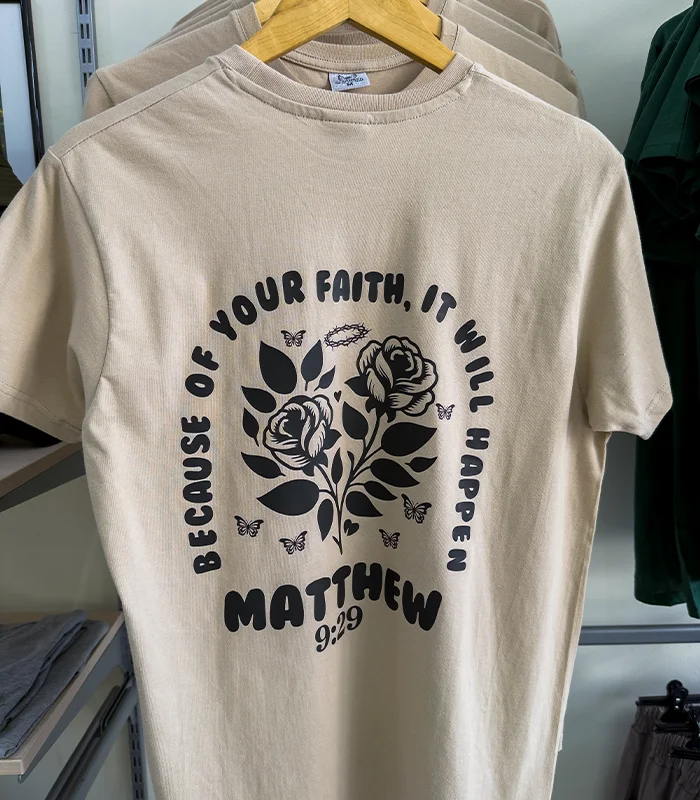 BECAUSE OF YOUR FAITH, IT WILL HAPPEN
MATTHEW
9:29